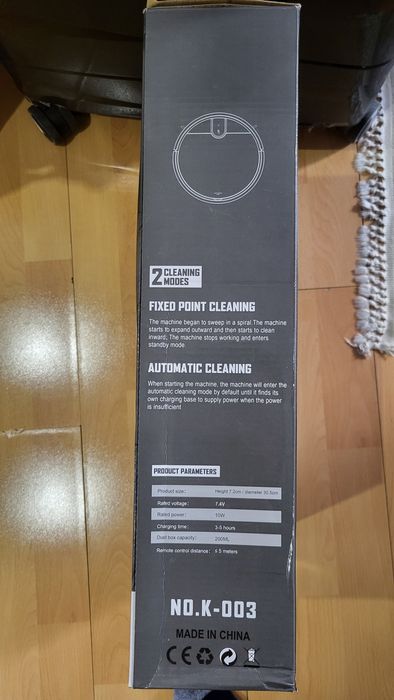 2 CLEANING
MODES
FIXED POINT CLEANING
The machine began to sweep in a spiral.The machine
starts to expand outward and then starts to clean
inward, The machine stops working and enters
standby mode
AUTOMATIC CLEANING
When starting the machine, the machine will enter the
automatic cleaning mode by default until it finds its
own charging base to supply power when the power
is insufficient
PRODUCT PARAMETERS
Product size: Height 7.2cm / diameter 30.5cm
Rated voltage: 7.4V
Rated power: 10W
Charging time: 3-5 hours
Dust box capacity: 200ML
Remote control distance: ≤ 5 meters
NO.K-003
MADE IN CHINA
CE